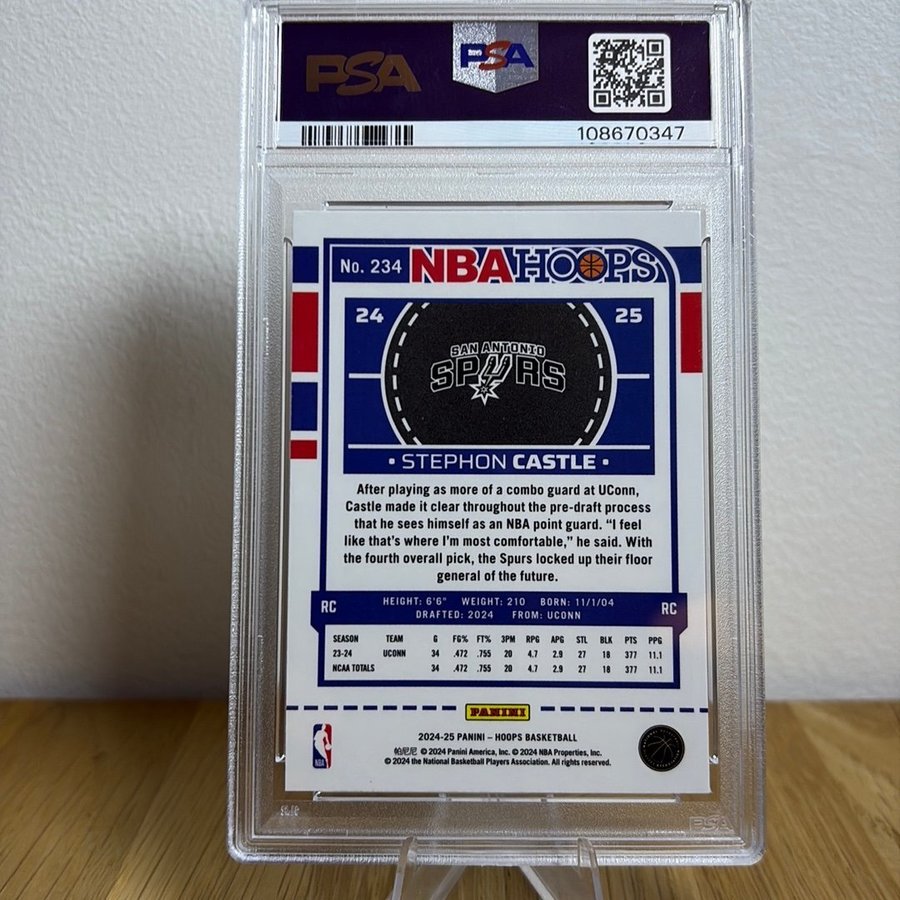 PSA
PSA
108670347
No. 234 NBA HOOPS
24 25
SAN ANTONIO
SPURS
• STEPHON CASTLE •
After playing as more of a combo guard at UConn,
Castle made it clear throughout the pre-draft process
that he sees himself as an NBA point guard. “I feel
like that's where I'm most comfortable,” he said. With
the fourth overall pick, the Spurs locked up their floor
general of the future.
RC HEIGHT: 6'6" WEIGHT: 210 BORN: 11/1/04 RC
DRAFTED: 2024 FROM: UCONN
SEASON TEAM G FG% FT% 3PM RPG APG STL BLK PTS PPG
23-24 UCONN 34 .472 .755 20 4.7 2.9 27 18 377 11.1
NCAA TOTALS 34 .472 .755 20 4.7 2.9 27 18 377 11.1
PANINI
2024-25 PANINI – HOOPS BASKETBALL
帕尼尼 © 2024 Panini America, Inc. © 2024 NBA Properties, Inc.
© 2024 the National Basketball Players Association. All rights reserved.
NBA
PSA